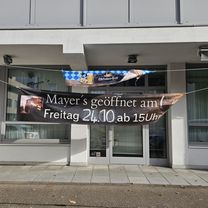 Mayer's geöffnet am
Freitag 24.10 ab 15Uhr